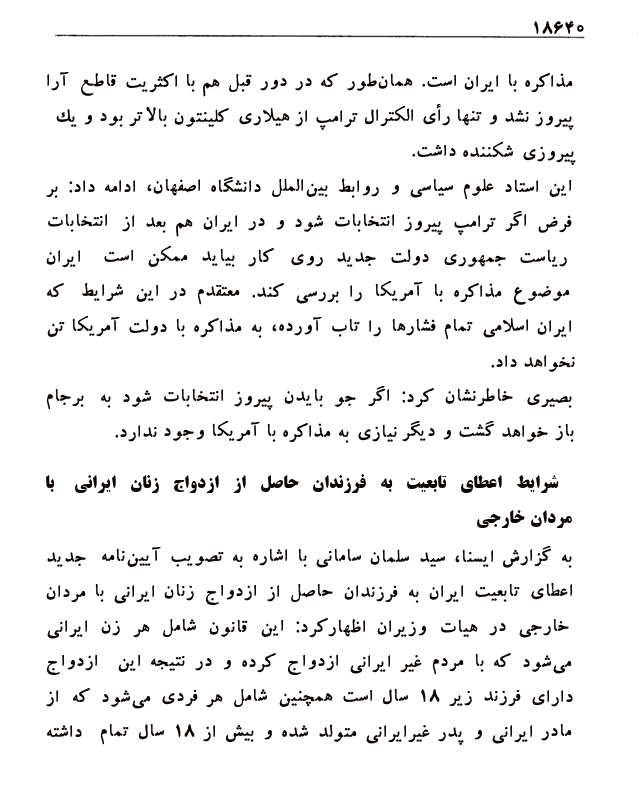 ۱۸۶۴۰
مذاکره با ایران است. همان‌طور که در دور قبل هم با اکثریت قاطع آرا
پیروز نشد و تنها رأی الکترال ترامپ از هیلاری کلینتون بالاتر بود و یك
پیروزی شکننده داشت.
این استاد علوم سیاسی و روابط بین‌الملل دانشگاه اصفهان، ادامه داد: بر
فرض اگر ترامپ پیروز انتخابات شود و در ایران هم بعد از انتخابات
ریاست جمهوری دولت جدید روی کار بیاید ممکن است ایران
موضوع مذاکره با آمریکا را بررسی کند. معتقدم در این شرایط که
ایران اسلامی تمام فشارها را تاب آورده، به مذاکره با دولت آمریکا تن
نخواهد داد.
بصیری خاطرنشان کرد: اگر جو بایدن پیروز انتخابات شود به برجام
باز خواهد گشت و دیگر نیازی به مذاکره با آمریکا وجود ندارد.
شرایط اعطای تابعیت به فرزندان حاصل از ازدواج زنان ایرانی با
مردان خارجی
به گزارش ایسنا، سید سلمان سامانی با اشاره به تصویب آیین‌نامه جدید
اعطای تابعیت ایران به فرزندان حاصل از ازدواج زنان ایرانی با مردان
خارجی در هیات وزیران اظهارکرد: این قانون شامل هر زن ایرانی
می‌شود که با مردم غیر ایرانی ازدواج کرده و در نتیجه این ازدواج
دارای فرزند زیر ۱۸ سال است همچنین شامل هر فردی می‌شود که از
مادر ایرانی و پدر غیرایرانی متولد شده و بیش از ۱۸ سال تمام داشته